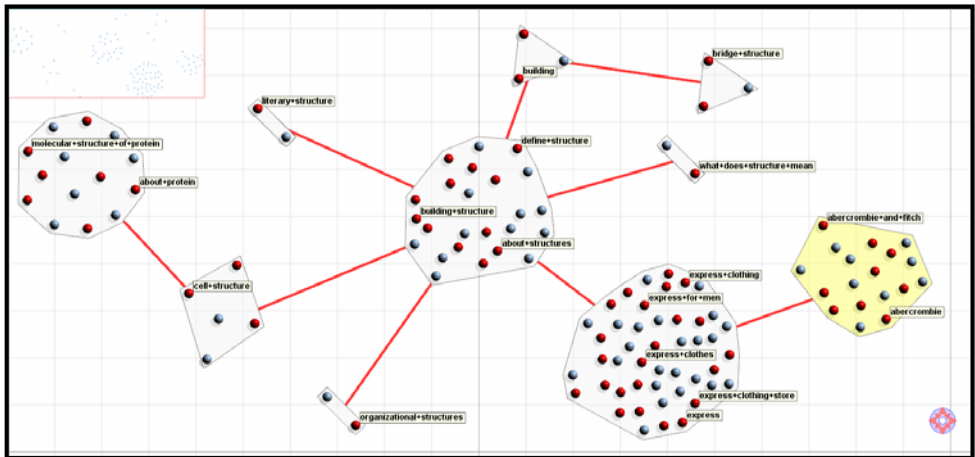 building
bridge+structure
literary+structure
define+structure
molecular+structure+of+protein
what+does+structure+mean
about+protein
building+structure
abercrombie+and+fitch
about+structures
express+clothing
cell+structure
express+for+men
abercrombie
express+clothes
express+clothing+store
organizational+structures
express